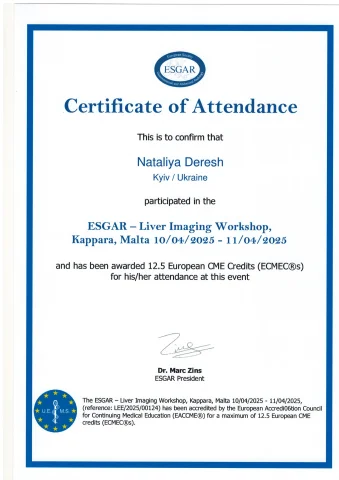 ESGAR
Certificate of Attendance
This is to confirm that
Nataliya Deresh
Kyiv / Ukraine
participated in the
ESGAR – Liver Imaging Workshop,
Kappara, Malta 10/04/2025 - 11/04/2025
and has been awarded 12.5 European CME Credits (ECMEC®s)
for his/her attendance at this event
Dr. Marc Zins
ESGAR President
U.E. M.S.
The ESGAR – Liver Imaging Workshop, Kappara, Malta 10/04/2025 - 11/04/2025,
(reference: LEE/2025/00124) has been accredited by the European Accredi06tion Council
for Continuing Medical Education (EACCME®) for a maximum of 12.5 European CME
credits (ECMEC®s).